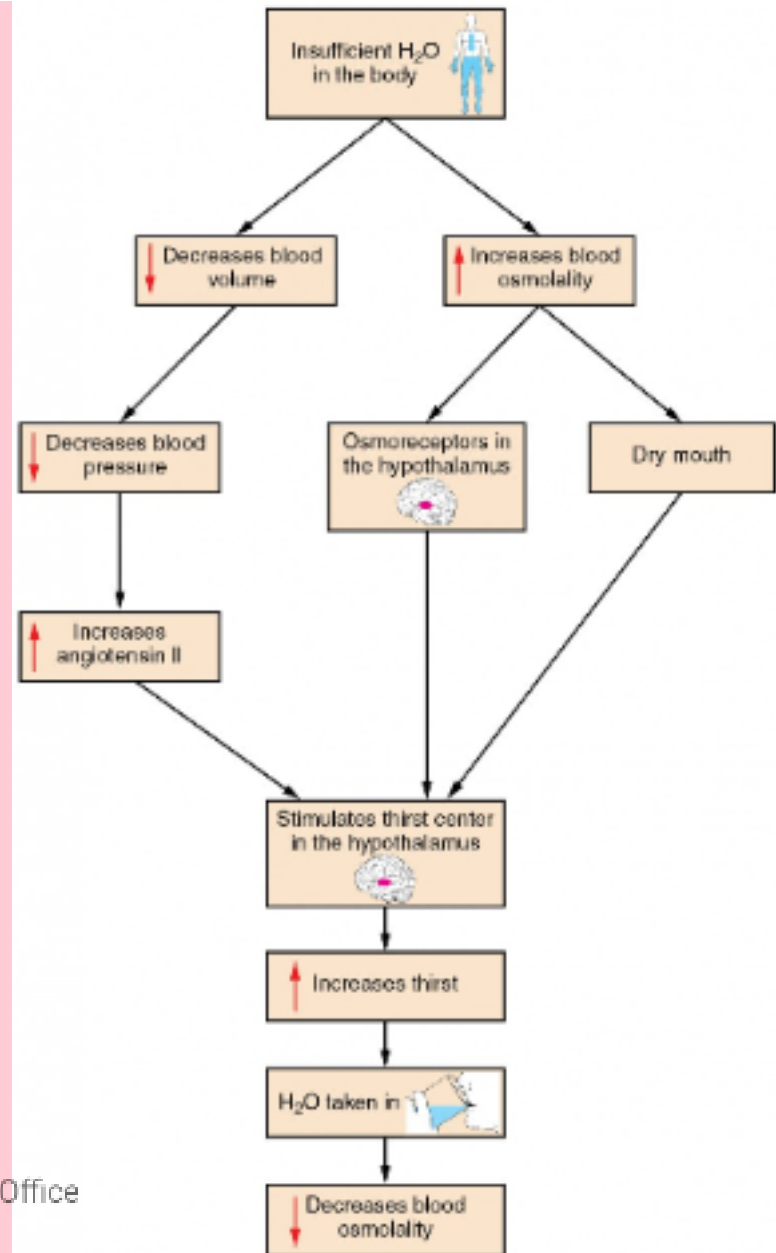 Insufficient H₂O
in the body
Decreases blood
volume
Increases blood
osmolality
Decreases blood
pressure
Osmoreceptors in
the hypothalamus
Dry mouth
Increases
angiotensin II
Stimulates thirst center
in the hypothalamus
Increases thirst
H₂O taken in
Office
Decreases blood
osmolality